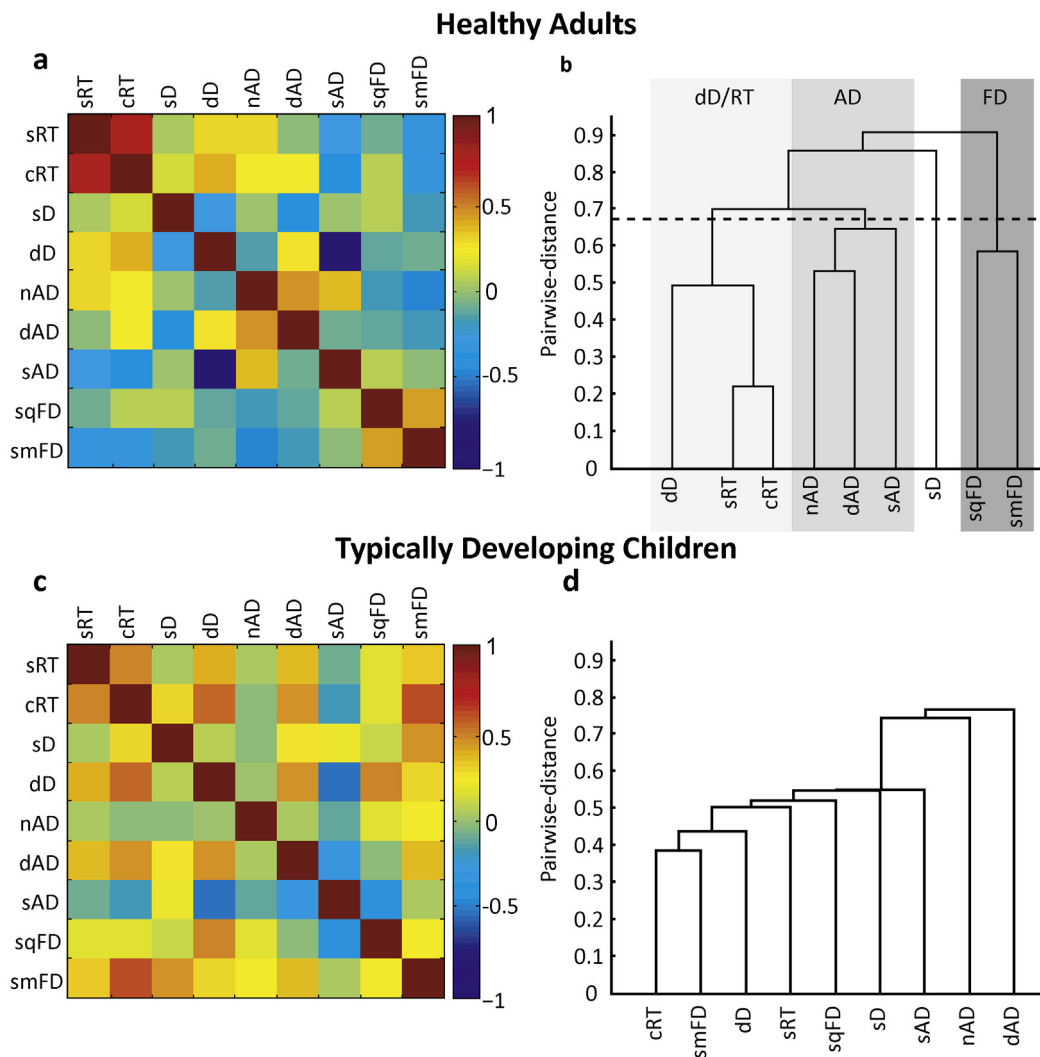 Healthy Adults
a
sRT cRT sD dD nAD dAD sAD sqFD smFD
sRT
cRT
sD
dD
nAD
dAD
sAD
sqFD
smFD
1
0.5
0
-0.5
−1
b
dD/RT AD FD
Pairwise-distance
0.9
0.8
0.7
0.6
0.5
0.4
0.3
0.2
0.1
0
dD sRT cRT nAD dAD sAD sD sqFD smFD
Typically Developing Children
c
sRT cRT sD dD nAD dAD sAD sqFD smFD
sRT
cRT
sD
dD
nAD
dAD
sAD
sqFD
smFD
1
0.5
0
-0.5
−1
d
Pairwise-distance
0.9
0.8
0.7
0.6
0.5
0.4
0.3
0.2
0.1
0
cRT smFD dD sRT sqFD sD sAD nAD dAD